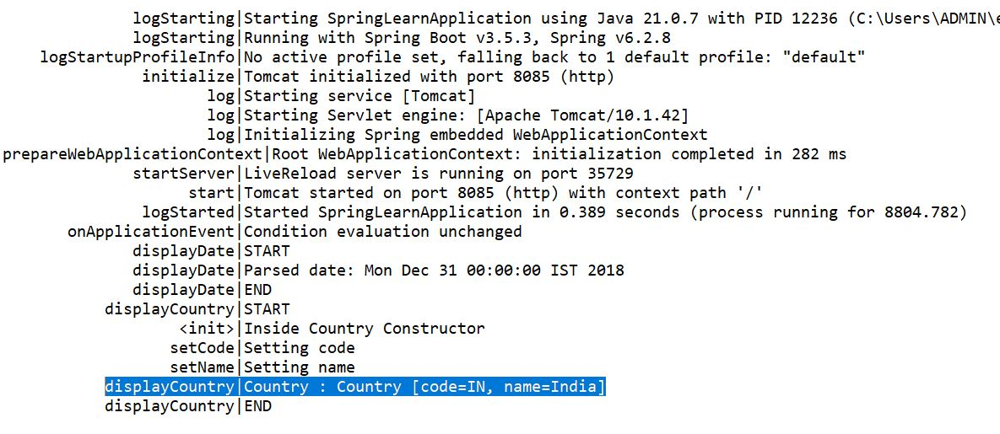 logStarting|Starting SpringLearnApplication using Java 21.0.7 with PID 12236 (C:\Users\ADMIN\e
logStarting|Running with Spring Boot v3.5.3, Spring v6.2.8
logStartupProfileInfo|No active profile set, falling back to 1 default profile: "default"
initialize|Tomcat initialized with port 8085 (http)
log|Starting service [Tomcat]
log|Starting Servlet engine: [Apache Tomcat/10.1.42]
log|Initializing Spring embedded WebApplicationContext
prepareWebApplicationContext|Root WebApplicationContext: initialization completed in 282 ms
startServer|LiveReload server is running on port 35729
start|Tomcat started on port 8085 (http) with context path '/'
logStarted|Started SpringLearnApplication in 0.389 seconds (process running for 8804.782)
onApplicationEvent|Condition evaluation unchanged
displayDate|START
displayDate|Parsed date: Mon Dec 31 00:00:00 IST 2018
displayDate|END
displayCountry|START
<init>|Inside Country Constructor
setCode|Setting code
setName|Setting name
displayCountry|Country : Country [code=IN, name=India]
displayCountry|END